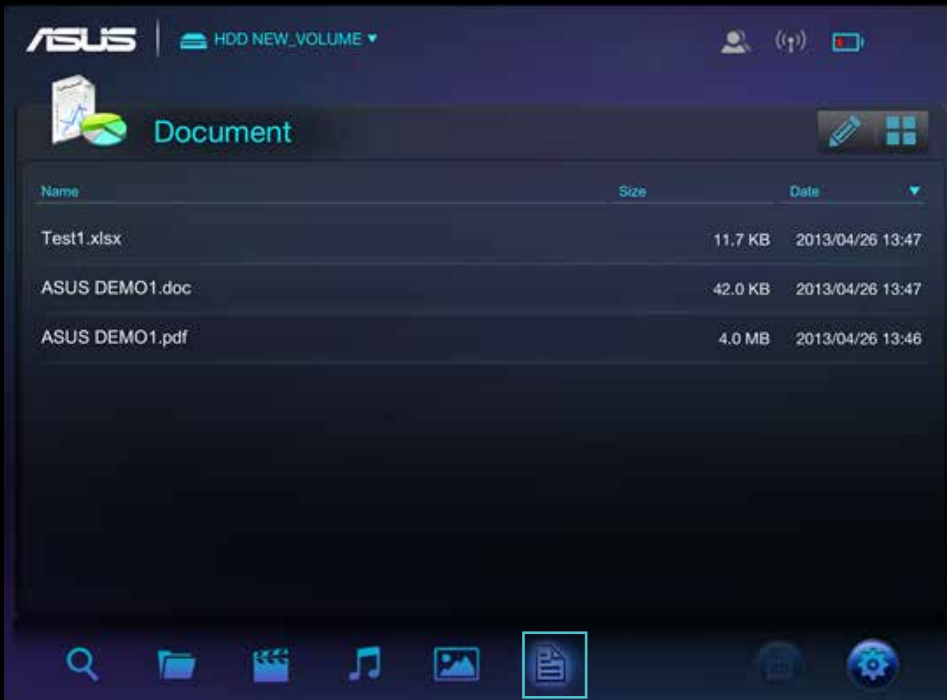 ASUS HDD NEW_VOLUME
Document
Name Size Date
Test1.xlsx 11.7 KB 2013/04/26 13:47
ASUS DEMO1.doc 42.0 KB 2013/04/26 13:47
ASUS DEMO1.pdf 4.0 MB 2013/04/26 13:46